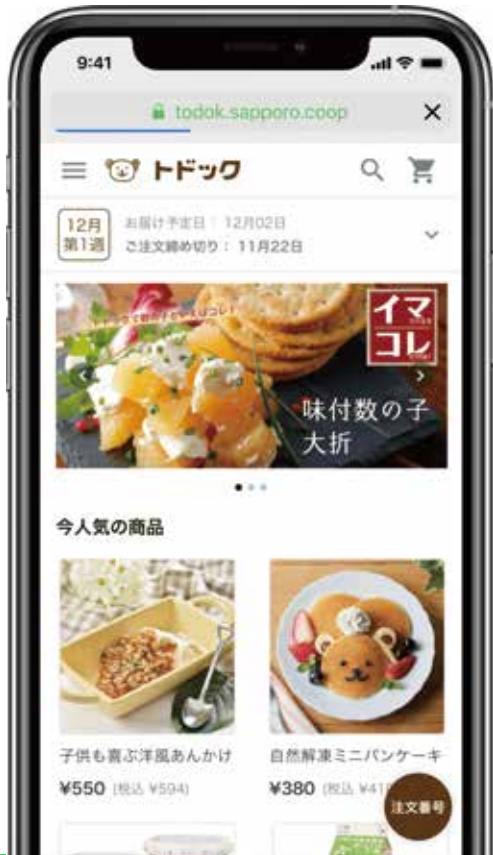 9:41
todok.sapporo.coop
トドック
12月
第1週
お届け予定日： 12月02日
ご注文締め切り： 11月22日
イマ
コレ
味付数の子
大折
今人気の商品
子供も喜ぶ洋風あんかけ
¥550 (税込 ¥594)
自然解凍ミニパンケーキ
¥380 (税込
注文番号